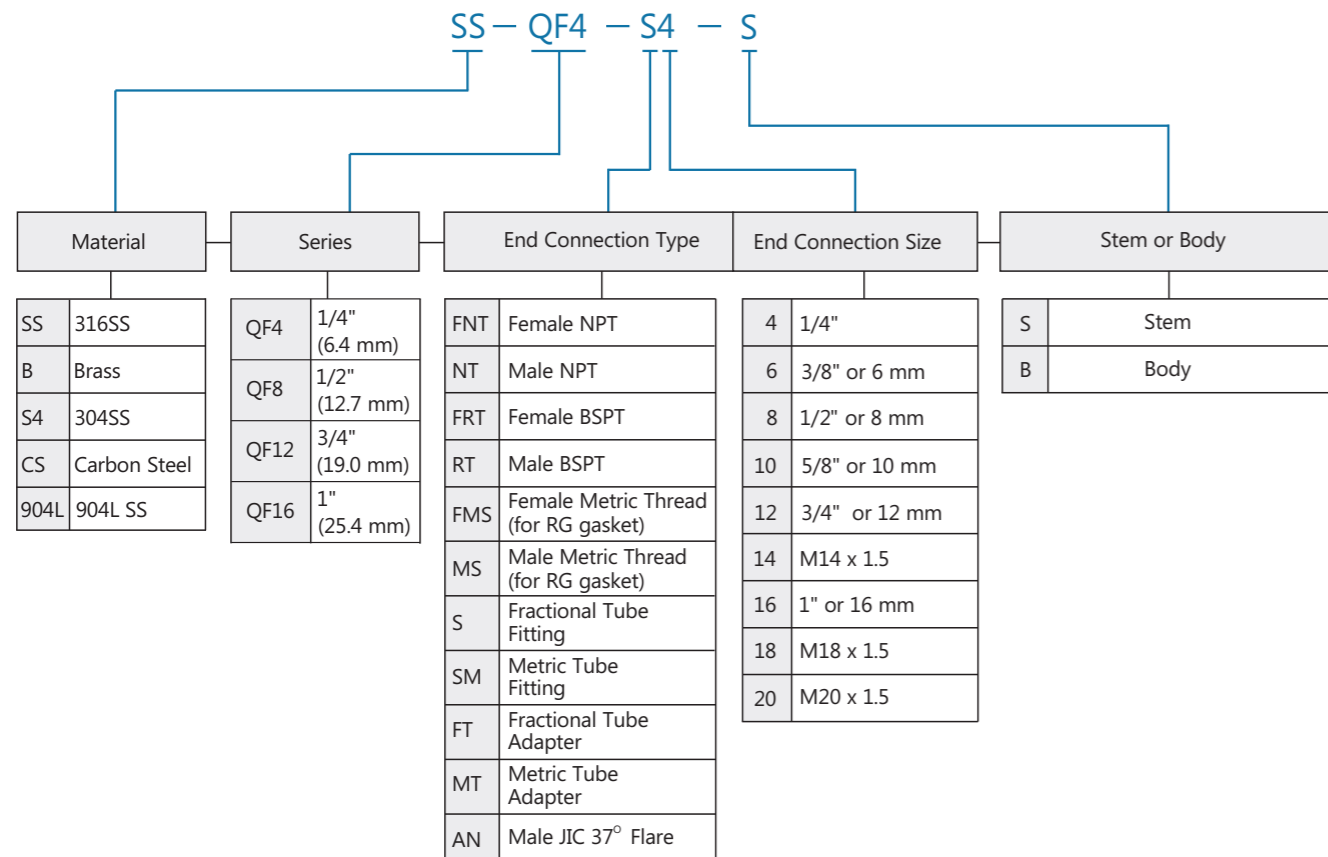 SS — QF4 — S4 — S
Material
Series
End Connection Type
End Connection Size
Stem or Body
SS 316SS
B Brass
S4 304SS
CS Carbon Steel
904L 904L SS
QF4 1/4"
(6.4 mm)
QF8 1/2"
(12.7 mm)
QF12 3/4"
(19.0 mm)
QF16 1"
(25.4 mm)
FNT Female NPT
NT Male NPT
FRT Female BSPT
RT Male BSPT
FMS Female Metric Thread
(for RG gasket)
MS Male Metric Thread
(for RG gasket)
S Fractional Tube
Fitting
SM Metric Tube
Fitting
FT Fractional Tube
Adapter
MT Metric Tube
Adapter
AN Male JIC 37° Flare
4 1/4"
6 3/8" or 6 mm
8 1/2" or 8 mm
10 5/8" or 10 mm
12 3/4" or 12 mm
14 M14 x 1.5
16 1" or 16 mm
18 M18 x 1.5
20 M20 x 1.5
S Stem
B Body